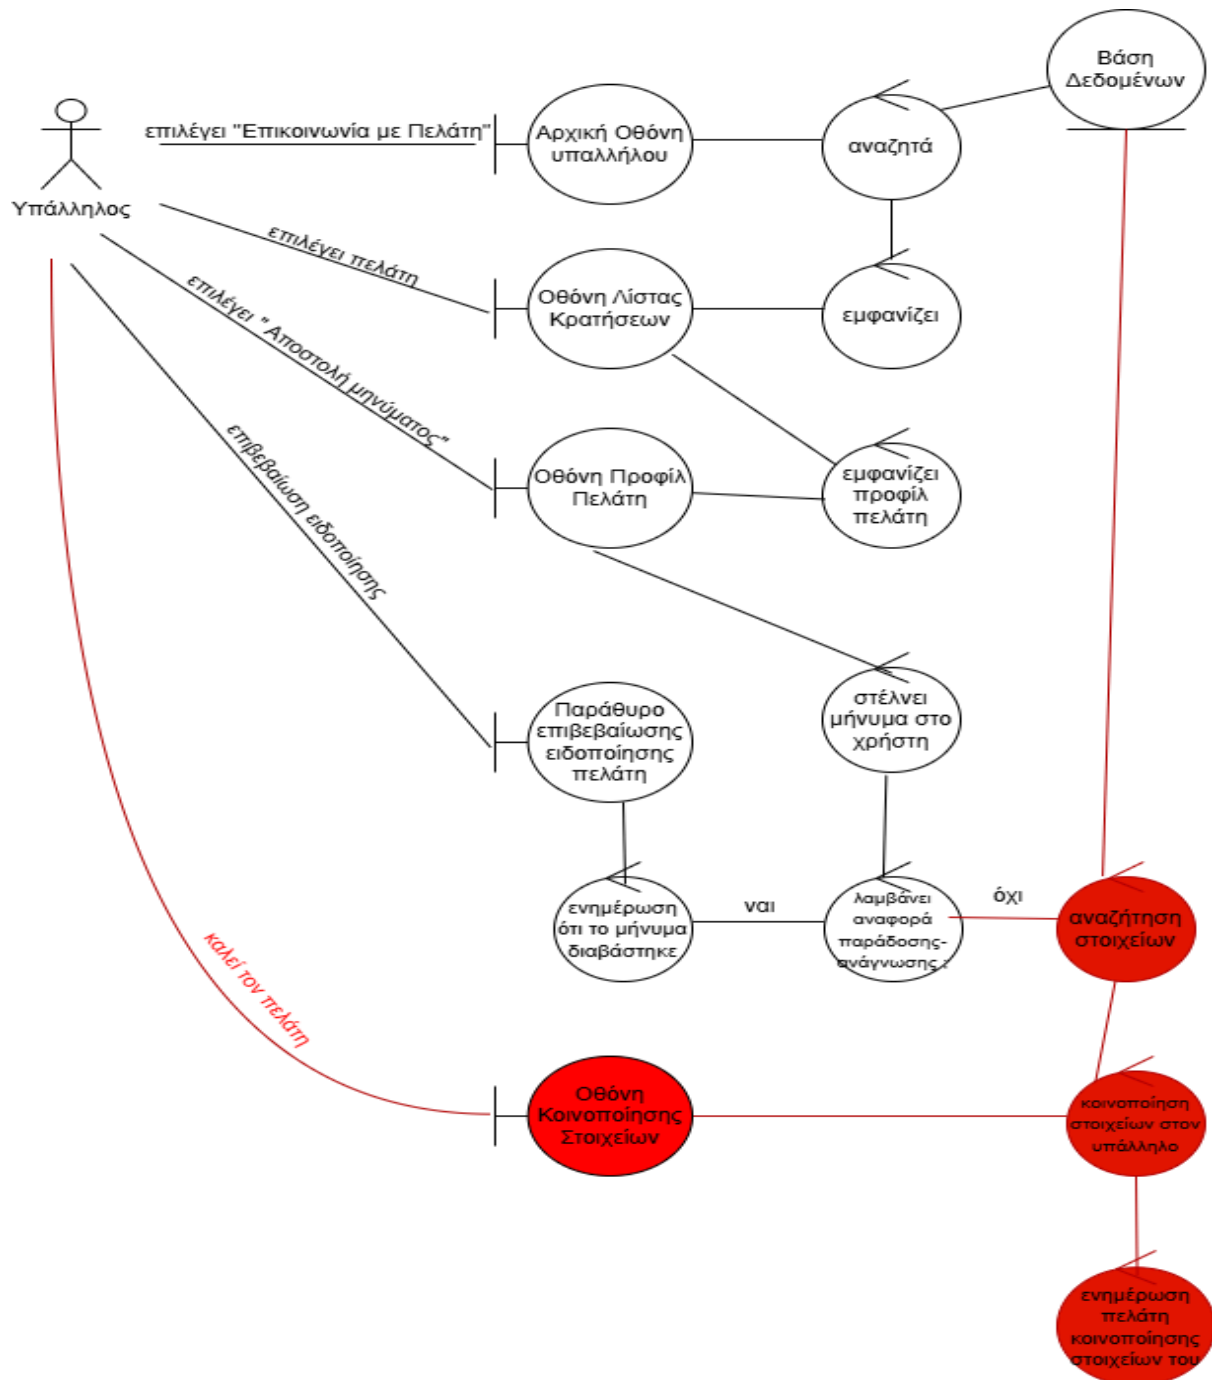 Βάση
Δεδομένων
επιλέγει "Επικοινωνία με Πελάτη"
Αρχική Οθόνη
υπαλλήλου
αναζητά
Υπάλληλος
επιλέγει πελάτη
Οθόνη Λίστας
Κρατήσεων
εμφανίζει
επιλέγει " Αποστολή μηνύματος"
Οθόνη Προφίλ
Πελάτη
εμφανίζει
προφίλ
πελάτη
επιβεβαίωση ειδοποίησης
Παράθυρο
επιβεβαίωσης
ειδοποίησης
πελάτη
στέλνει
μήνυμα στο
χρήστη
ενημέρωση
ότι το μήνυμα
διαβάστηκε
ναι
λαμβάνει
αναφορά
παράδοσης-
ανάγνωσης ;
όχι
αναζήτηση
στοιχείων
καλεί τον πελάτη
Οθόνη
Κοινοποίησης
Στοιχείων
κοινοποίηση
στοιχείων στον
υπάλληλο
ενημέρωση
πελάτη
κοινοποίησης
στοιχείων του